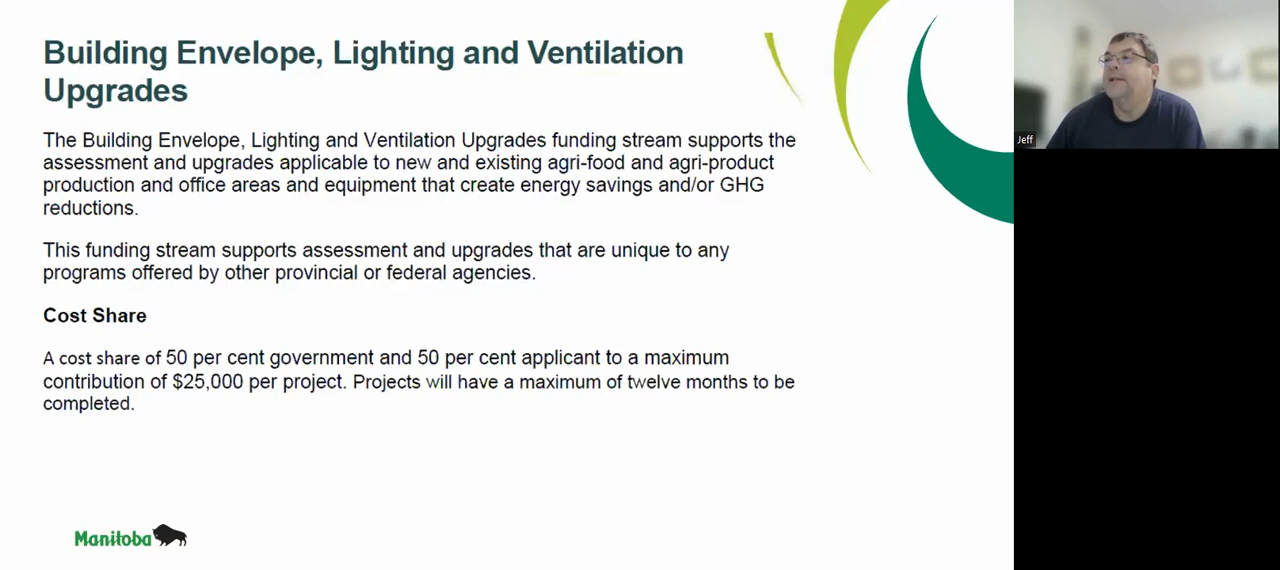 Building Envelope, Lighting and Ventilation
Upgrades
The Building Envelope, Lighting and Ventilation Upgrades funding stream supports the
assessment and upgrades applicable to new and existing agri-food and agri-product
production and office areas and equipment that create energy savings and/or GHG
reductions.
This funding stream supports assessment and upgrades that are unique to any
programs offered by other provincial or federal agencies.
Cost Share
A cost share of 50 per cent government and 50 per cent applicant to a maximum
contribution of $25,000 per project. Projects will have a maximum of twelve months to be
completed.
Manitoba
Jeff